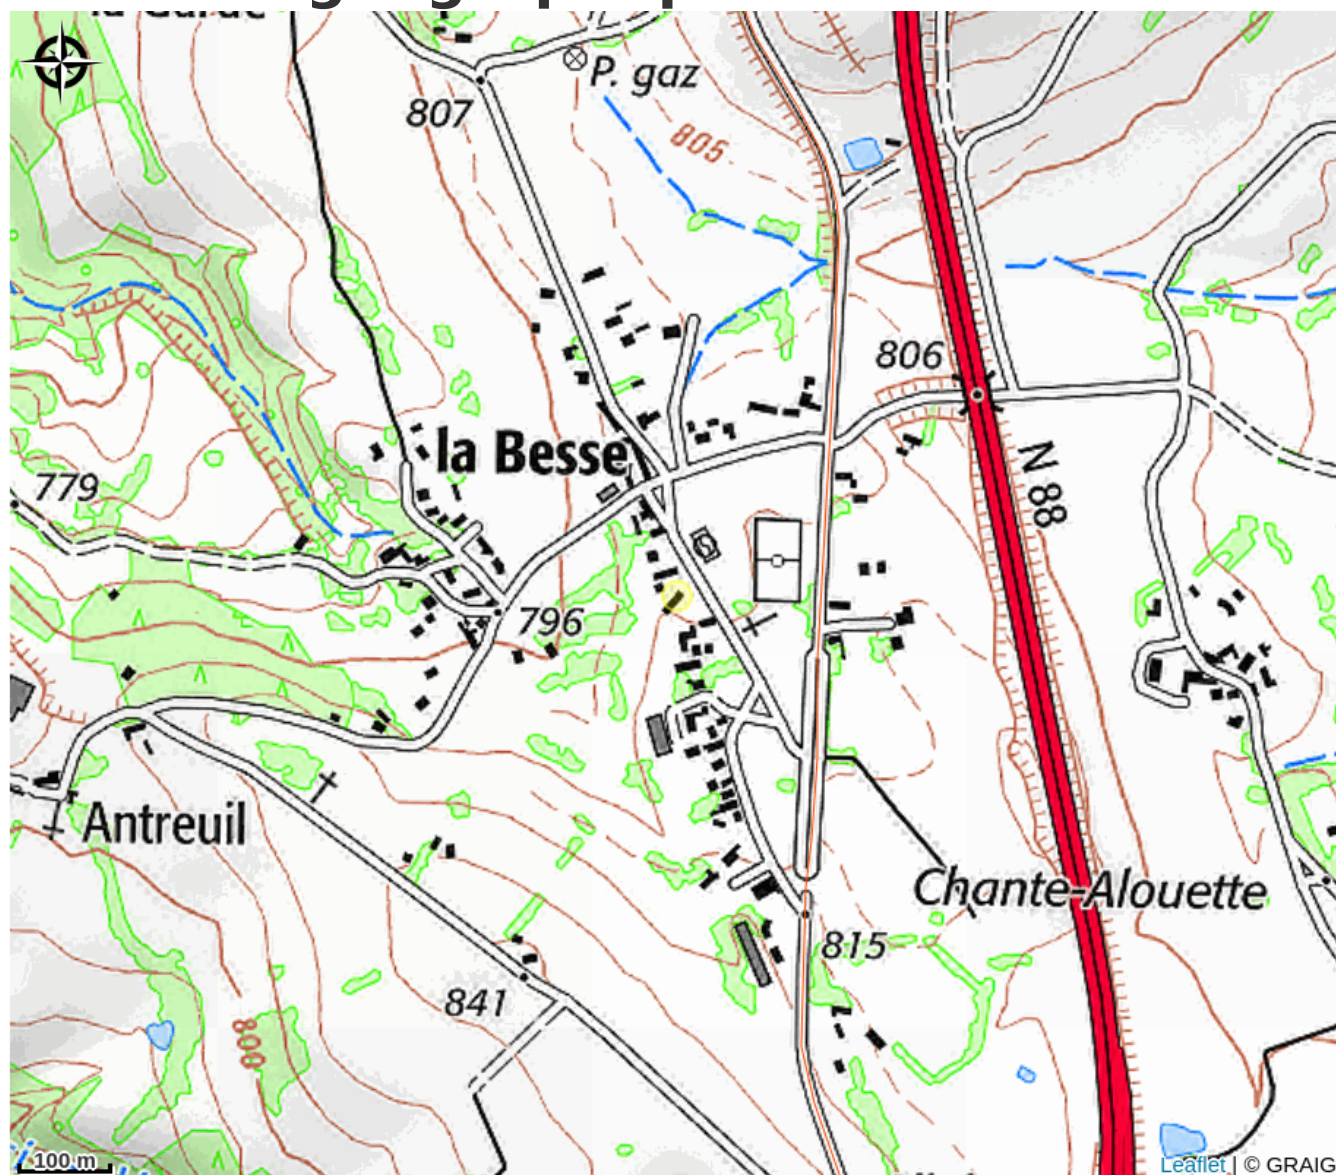 P. gaz
807
805
806
la Besse
N 88
779
796
Antreuil
Chante-Alouette
815
841
800
100 m
Leaflet | © GRAIG